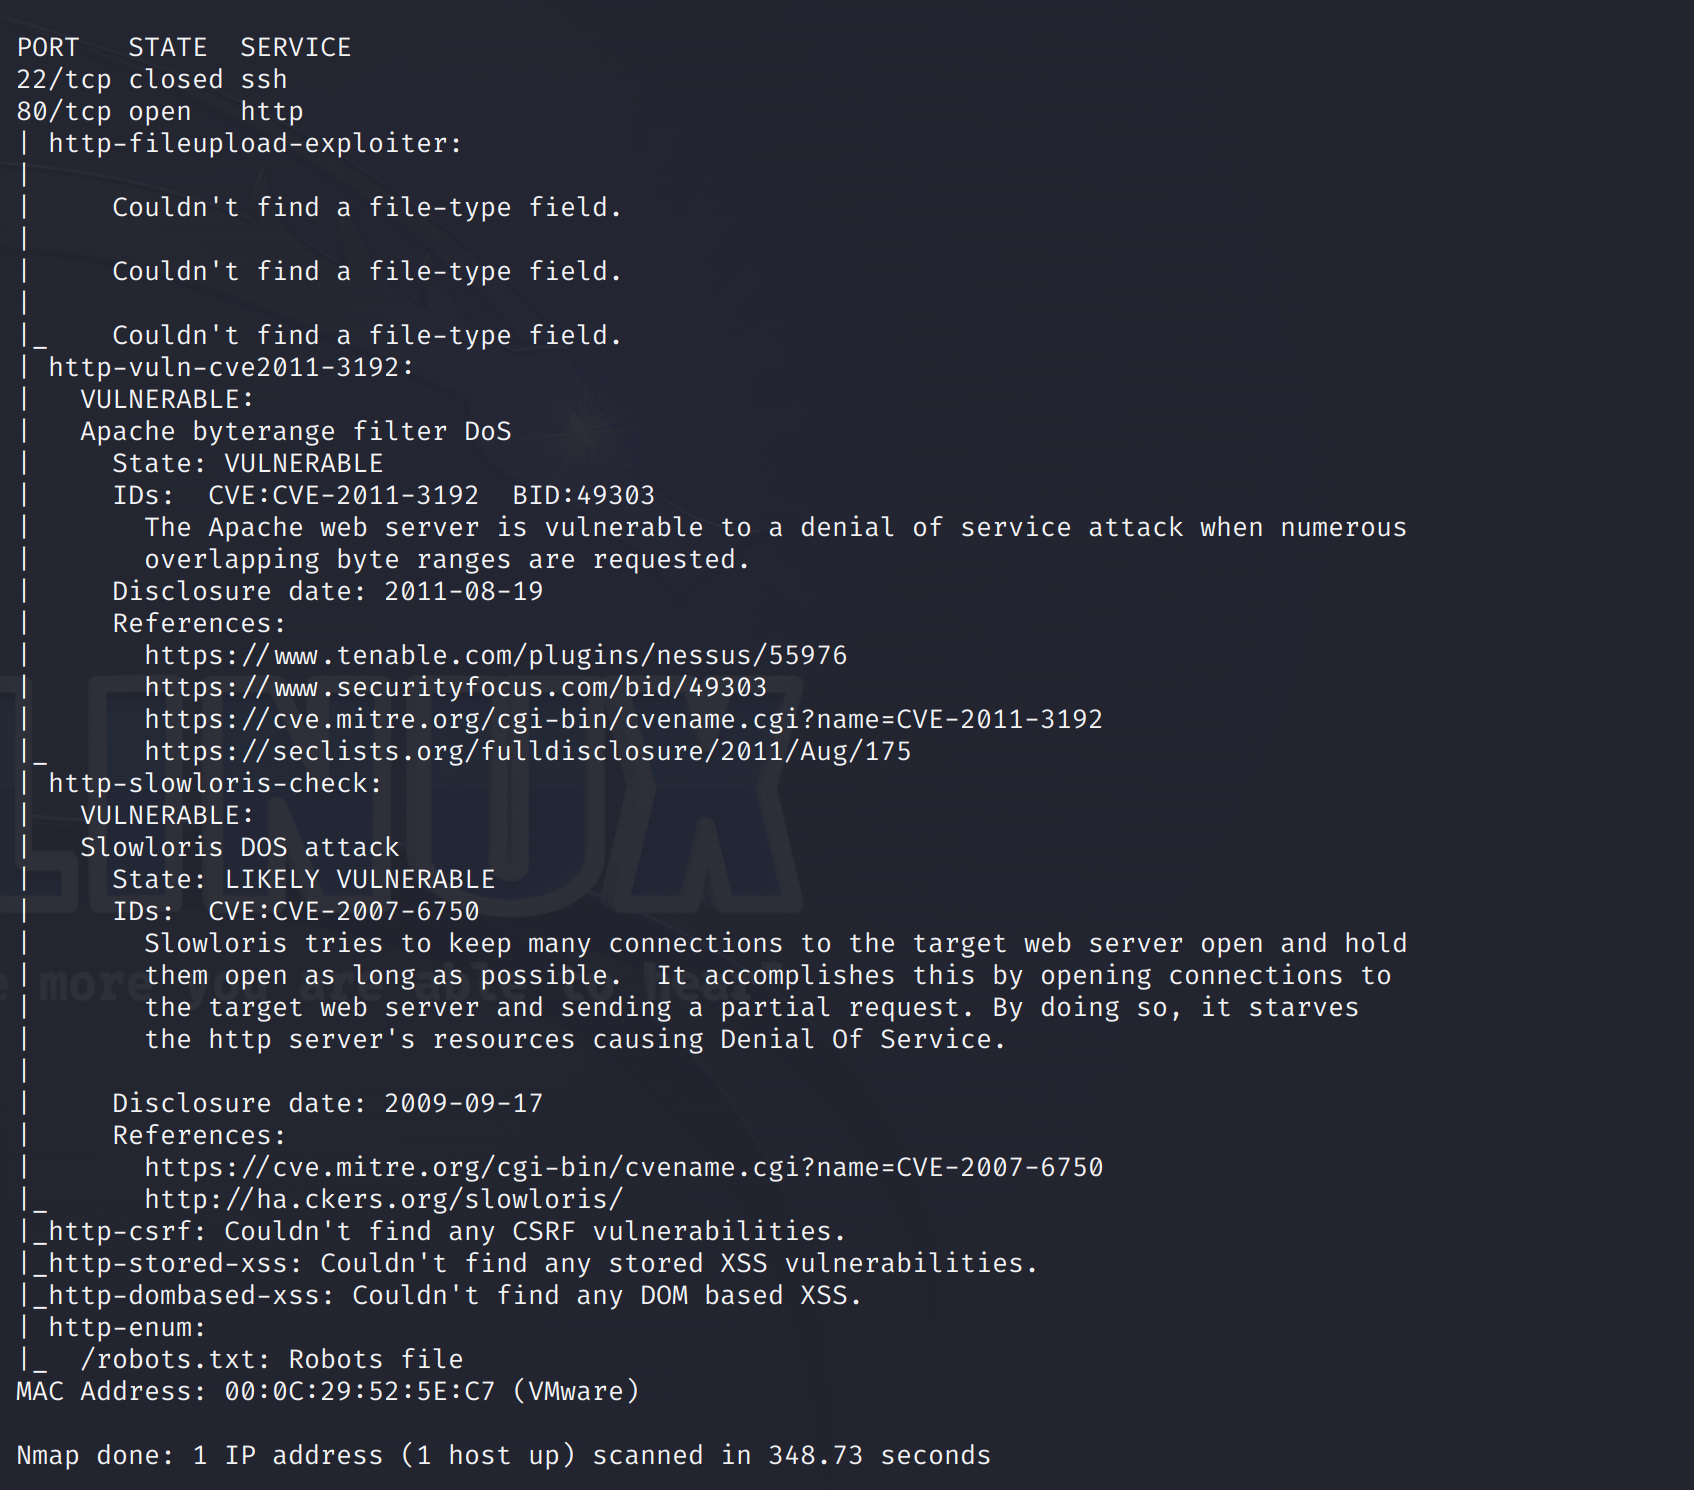 PORT   STATE  SERVICE
22/tcp closed ssh
80/tcp open   http
| http-fileupload-exploiter:
|
|     Couldn't find a file-type field.
|
|     Couldn't find a file-type field.
|
|_    Couldn't find a file-type field.
| http-vuln-cve2011-3192:
|   VULNERABLE:
|   Apache byterange filter DoS
|     State: VULNERABLE
|     IDs:  CVE:CVE-2011-3192  BID:49303
|       The Apache web server is vulnerable to a denial of service attack when numerous
|       overlapping byte ranges are requested.
|     Disclosure date: 2011-08-19
|     References:
|       https://www.tenable.com/plugins/nessus/55976
|       https://www.securityfocus.com/bid/49303
|       https://cve.mitre.org/cgi-bin/cvename.cgi?name=CVE-2011-3192
|_      https://seclists.org/fulldisclosure/2011/Aug/175
| http-slowloris-check:
|   VULNERABLE:
|   Slowloris DOS attack
|     State: LIKELY VULNERABLE
|     IDs:  CVE:CVE-2007-6750
|       Slowloris tries to keep many connections to the target web server open and hold
|       them open as long as possible.  It accomplishes this by opening connections to
|       the target web server and sending a partial request. By doing so, it starves
|       the http server's resources causing Denial Of Service.
|
|     Disclosure date: 2009-09-17
|     References:
|       https://cve.mitre.org/cgi-bin/cvename.cgi?name=CVE-2007-6750
|_      http://ha.ckers.org/slowloris/
|_http-csrf: Couldn't find any CSRF vulnerabilities.
|_http-stored-xss: Couldn't find any stored XSS vulnerabilities.
|_http-dombased-xss: Couldn't find any DOM based XSS.
| http-enum:
|_  /robots.txt: Robots file
MAC Address: 00:0C:29:52:5E:C7 (VMware)

Nmap done: 1 IP address (1 host up) scanned in 348.73 seconds
LINUX
more you are able to hear